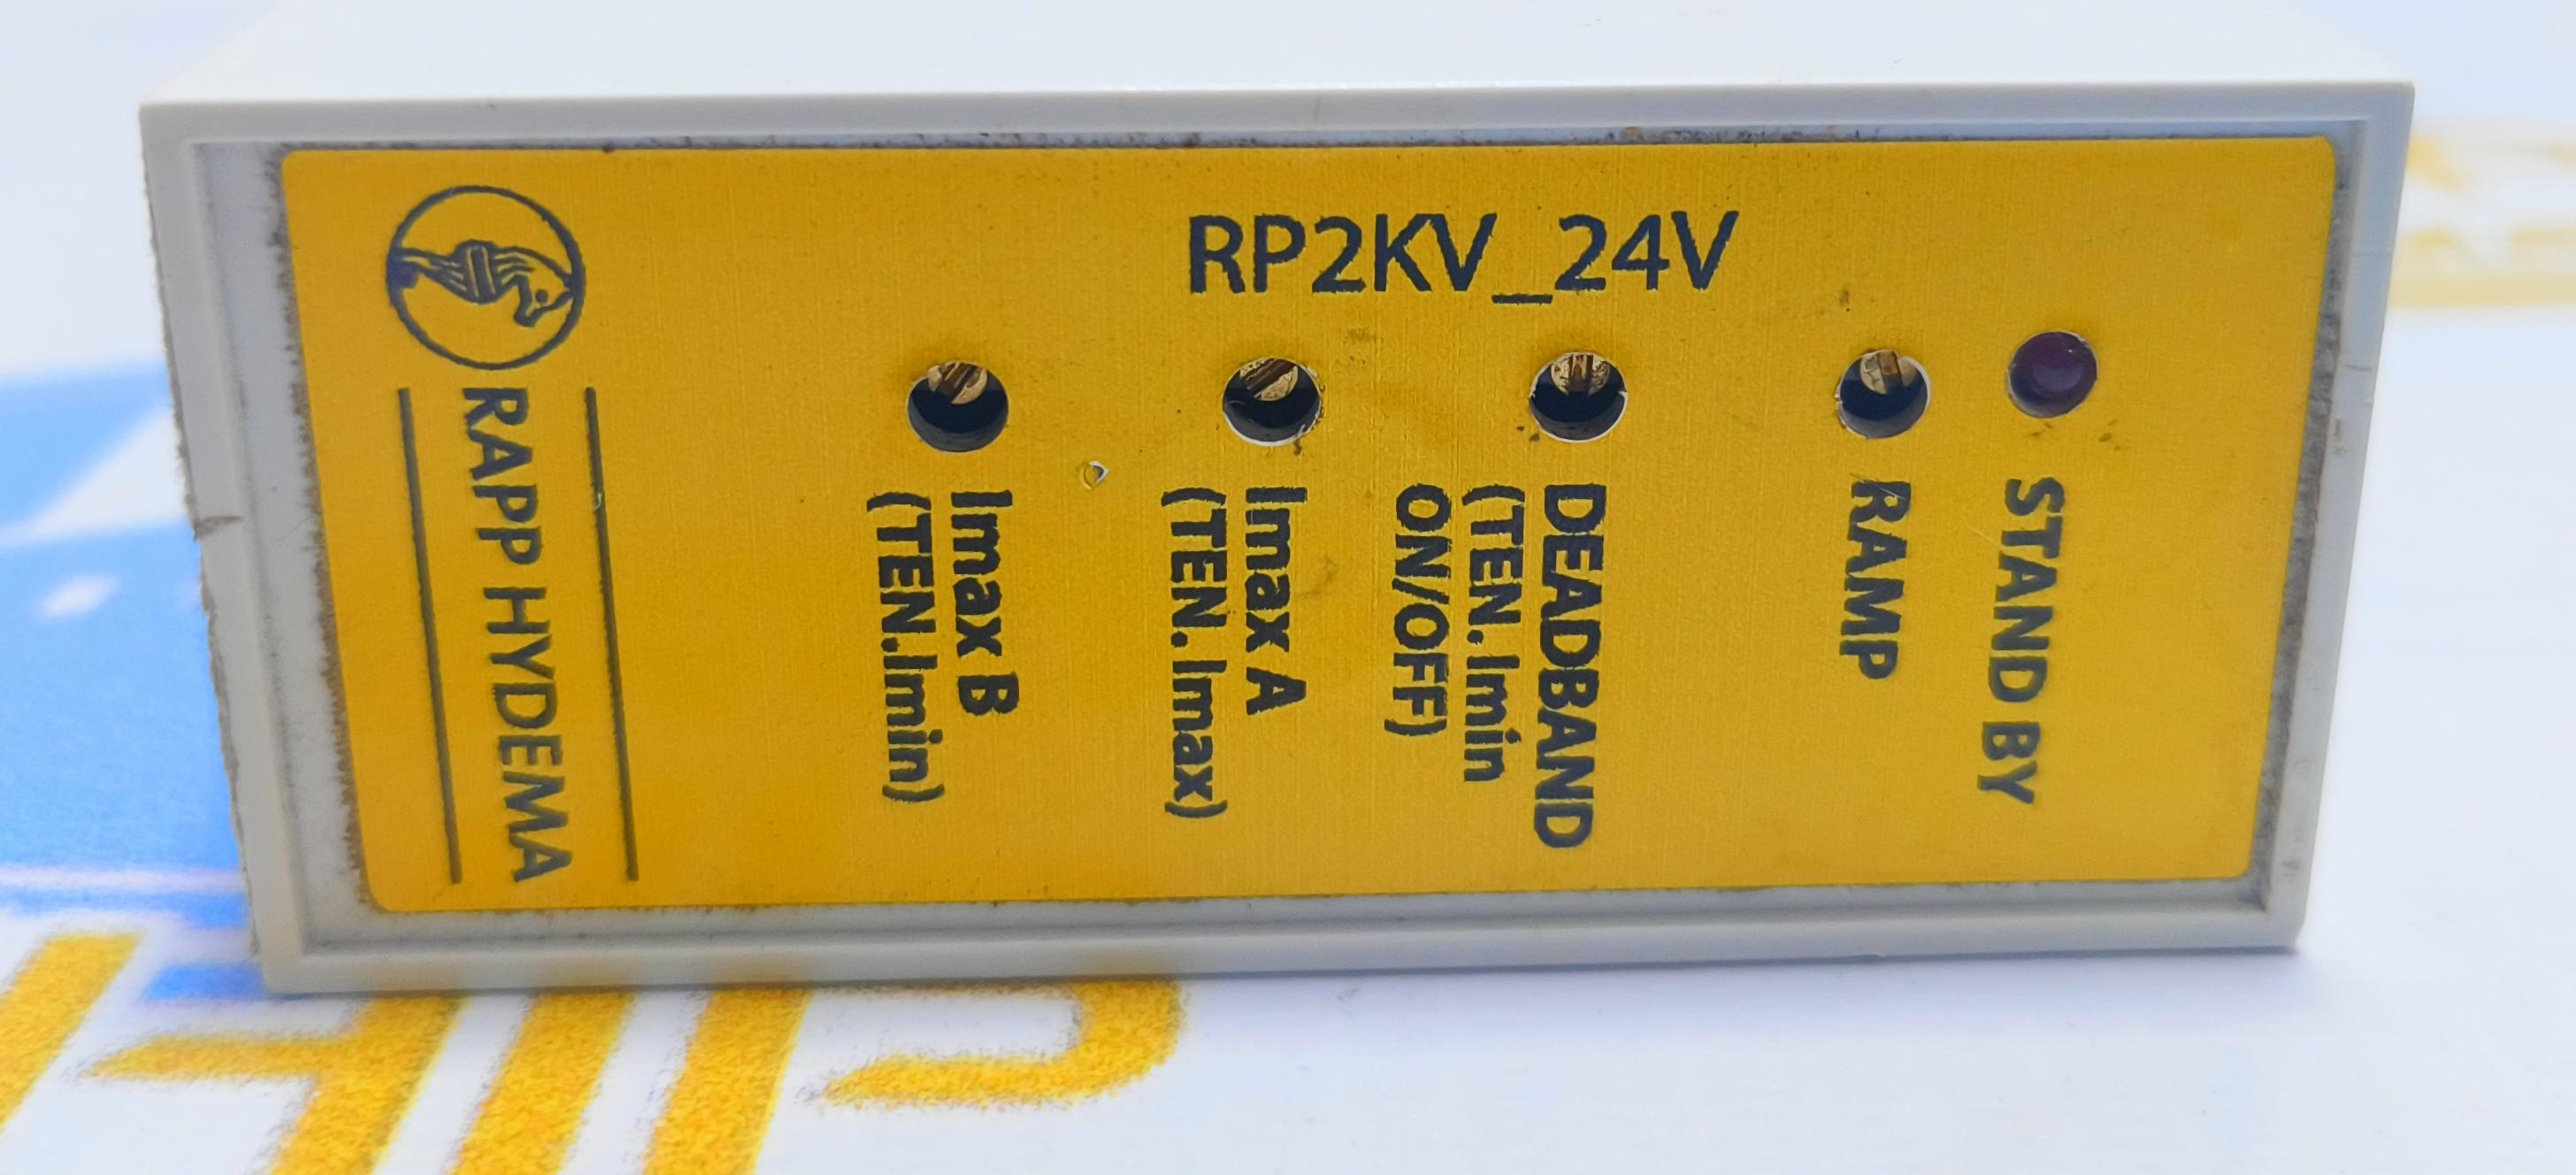 RP2KV_24V
STAND BY
RAMP
DEADBAND
(TEN.Imin
ON/OFF)
Imax A
(TEN.Imax)
Imax B
(TEN.Imin)
RAPP HYDEMA